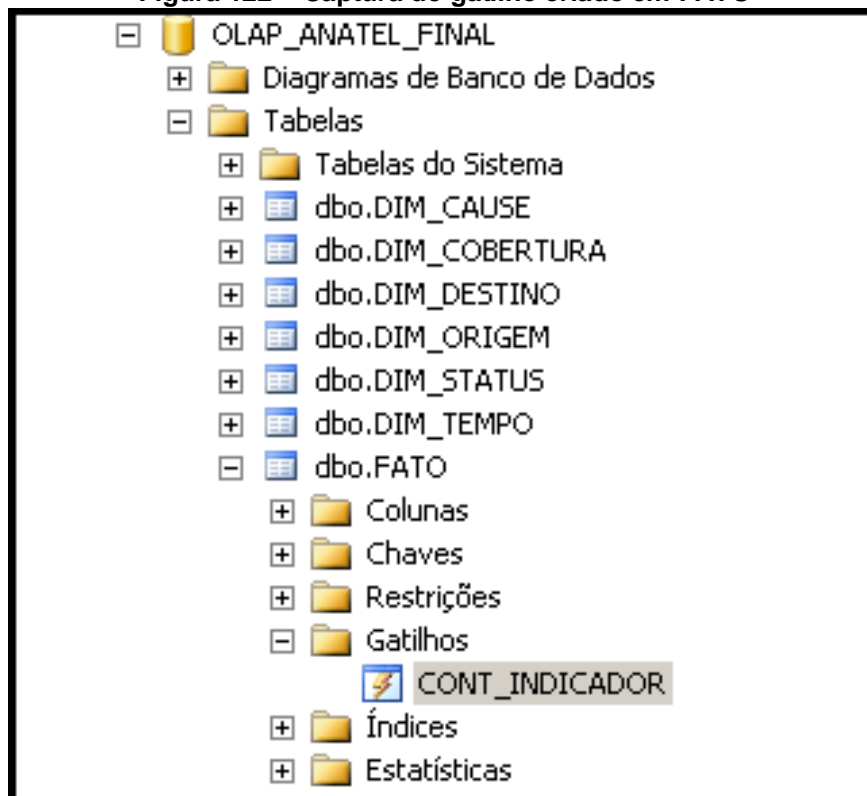 OLAP_ANATEL_FINAL
Diagramas de Banco de Dados
Tabelas
Tabelas do Sistema
dbo.DIM_CAUSE
dbo.DIM_COBERTURA
dbo.DIM_DESTINO
dbo.DIM_ORIGEM
dbo.DIM_STATUS
dbo.DIM_TEMPO
dbo.FATO
Colunas
Chaves
Restrições
Gatilhos
CONT_INDICADOR
Índices
Estatísticas